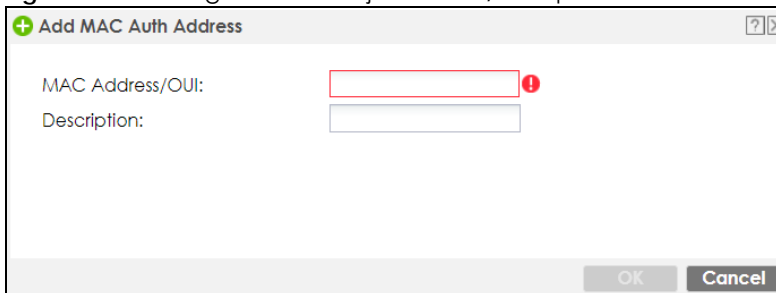 Add MAC Auth Address
MAC Address/OUI:
Description:
OK Cancel